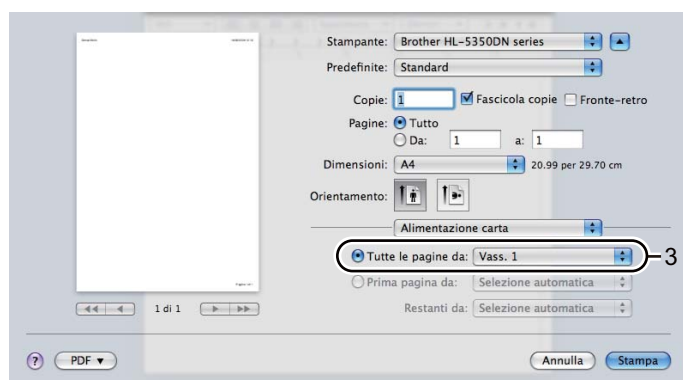 Stampante: Brother HL-5350DN series
Predefinite: Standard
Copie: 1 Fascicola copie Fronte-retro
Pagine: Tutto
Da: 1 a: 1
Dimensioni: A4 20.99 per 29.70 cm
Orientamento:
Alimentazione carta
Tutte le pagine da: Vass. 1 3
Prima pagina da: Selezione automatica
Restanti da: Selezione automatica
1 di 1
? PDF ▼ Annulla Stampa